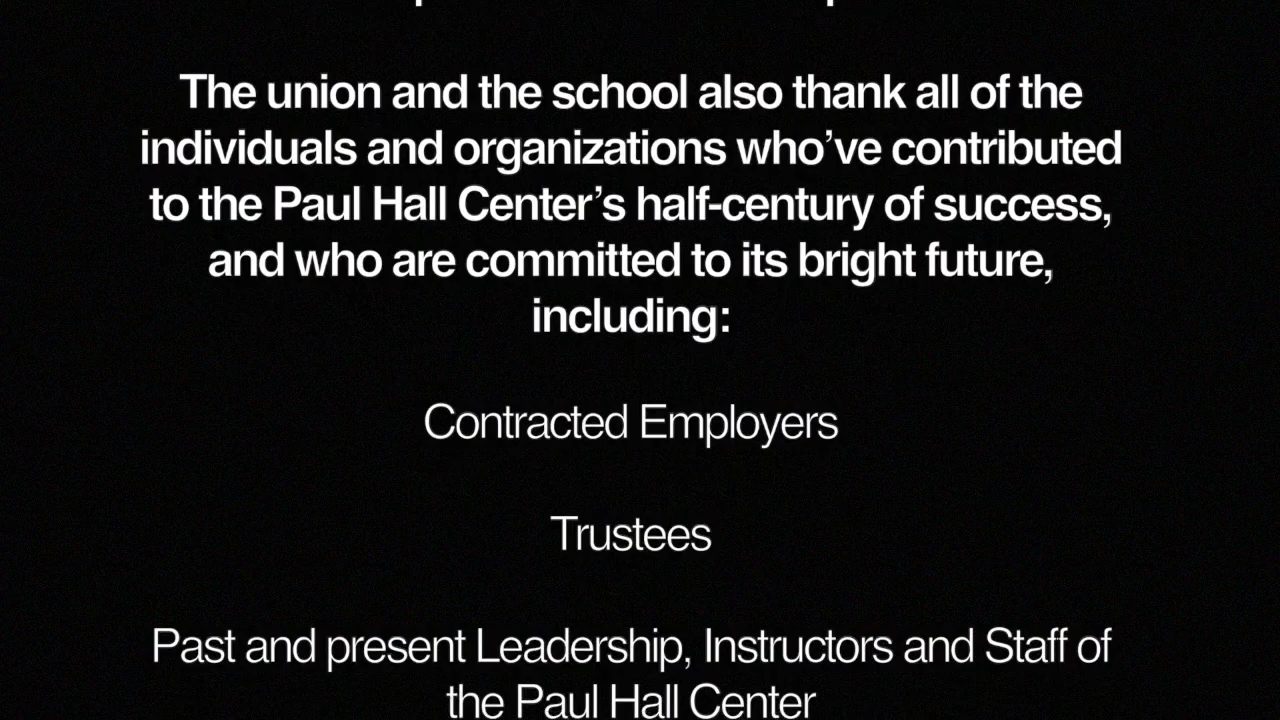 The union and the school also thank all of the
individuals and organizations who’ve contributed
to the Paul Hall Center’s half-century of success,
and who are committed to its bright future,
including:
Contracted Employers
Trustees
Past and present Leadership, Instructors and Staff of
the Paul Hall Center